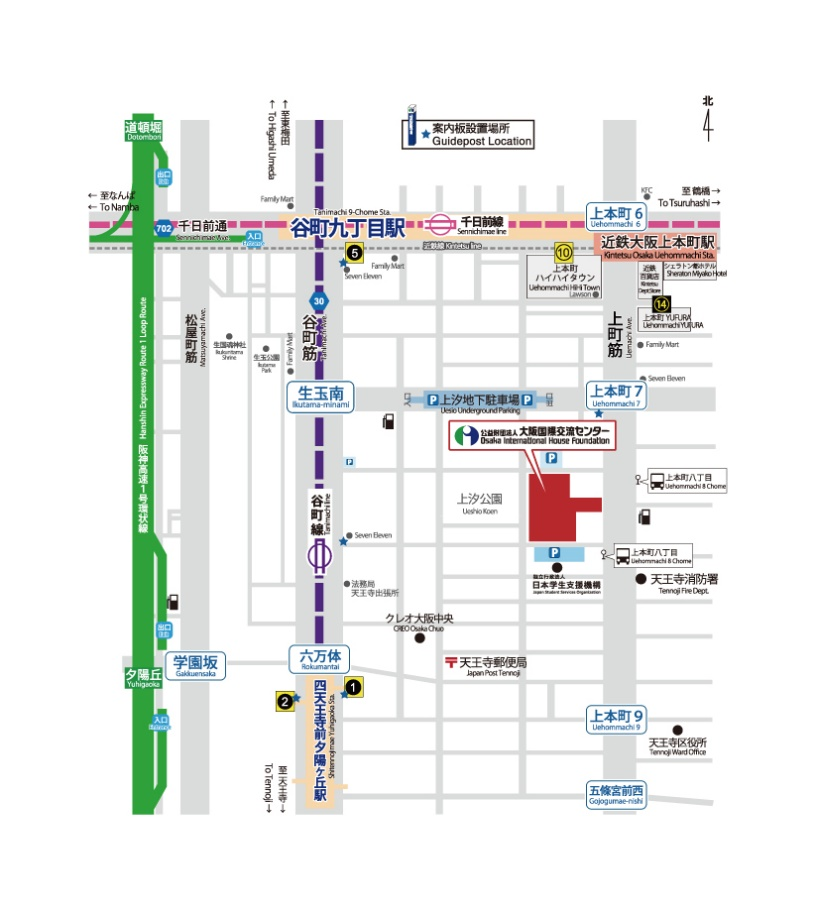 北
案内板設置場所
Guidepost Location
道頓堀
Dotombori
出口
←至東梅田
← To Higashi Umeda
Family Mart
← 至なんば
← To Namba
702
千日前通
Sennichimae Ave.
入口
Tanimachi 9-Chome Sta.
谷町九丁目駅
千日前線
Sennichimae line
近鉄線 Kintetsu line
KFC
至 鶴橋→
To Tsuruhashi→
上本町 6
Uehommachi 6
近鉄大阪上本町駅
Kintetsu Osaka Uehommachi Sta.
5
Seven Eleven
Family Mart
10
上本町
ハイハイタウン
Uehommachi HiHi Town
Lawson
近鉄
百貨店
Kintetsu
Dept Store
シェラトン都ホテル
Sheraton Miyako Hotel
14
上本町 YUFURA
Uehommachi YUFURA
Family Mart
Seven Eleven
30
谷町筋
Tanimachi Ave.
松屋町筋
Matsuyamachi Ave.
生国魂神社
Ikukunitama
Shrine
生玉公園
Ikutama
Park
Family Mart
上町筋
Uemachi Ave.
Hanshin Expressway Route 1 Loop Route
阪神高速1号環状線
生玉南
Ikutama-minami
P
上汐地下駐車場
P
Uesio Underground Parking
上本町 7
Uehommachi 7
公益財団法人 大阪国際交流センター
Osaka International House Foundation
P
P
上本町八丁目
Uehommachi 8 Chome
谷町線
Tanimachi line
上汐公園
Ueshio Koen
Seven Eleven
P
上本町八丁目
Uehommachi 8 Chome
法務局
天王寺出張所
独立行政法人
日本学生支援機構
Japan Student Services Organization
天王寺消防署
Tennoji Fire Dept.
クレオ大阪中央
CREO Osaka Chuo
出口
学園坂
Gakkuensaka
六万体
Rokumantai
天王寺郵便局
Japan Post Tennoji
夕陽丘
Yuhigaoka
入口
2
1
四天王寺前夕陽ヶ丘駅
Shitennojimae Yuhigaoka Sta.
上本町 9
Uehommachi 9
天王寺区役所
Tennoji Ward Office
至 天王寺→
To Tennoji→
五條宮前西
Gojogumae-nishi